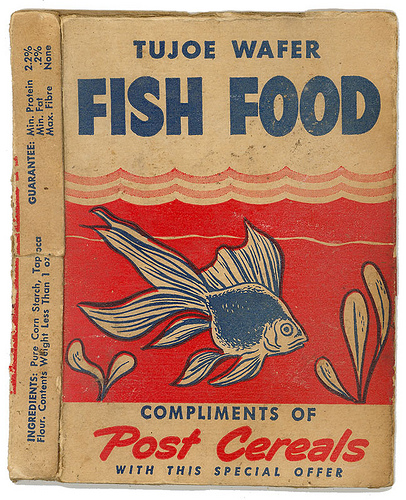 TUJOE WAFER
FISH FOOD
COMPLIMENTS OF
Post Cereals
WITH THIS SPECIAL OFFER
GUARANTEE: Min. Protein 2.2%
Min. Fat .2%
Max. Fibre None
INGREDIENTS: Pure Corn Starch, Tapioca
Flour. Contents Weight Less Than 1 oz.